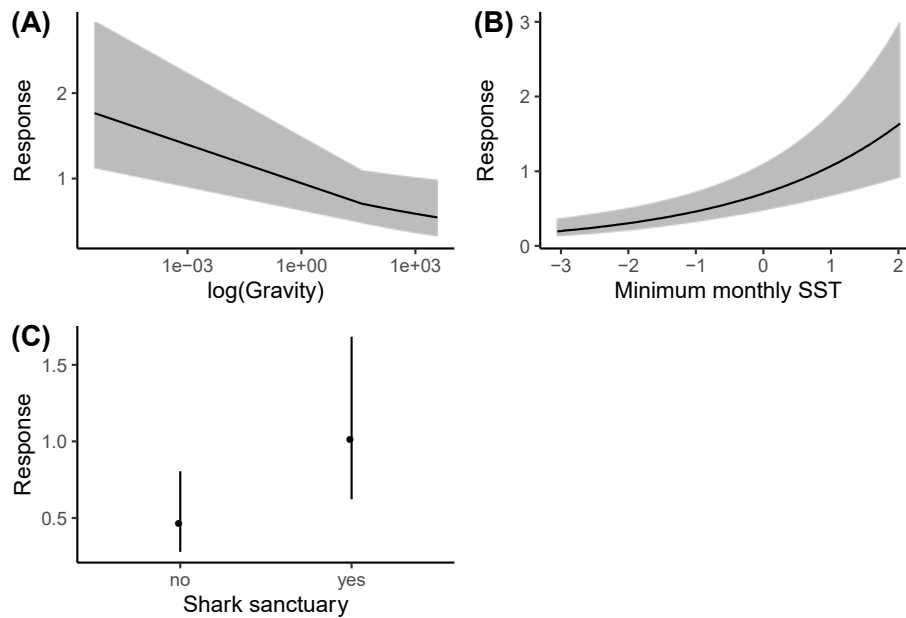 (A)
Response
2
1
1e−03 1e+00 1e+03
log(Gravity)
(B)
Response
3
2
1
0
−3 −2 −1 0 1 2
Minimum monthly SST
(C)
Response
1.5
1.0
0.5
no yes
Shark sanctuary